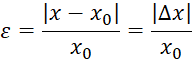 ε = |x − x₀| / x₀ = |Δx| / x₀